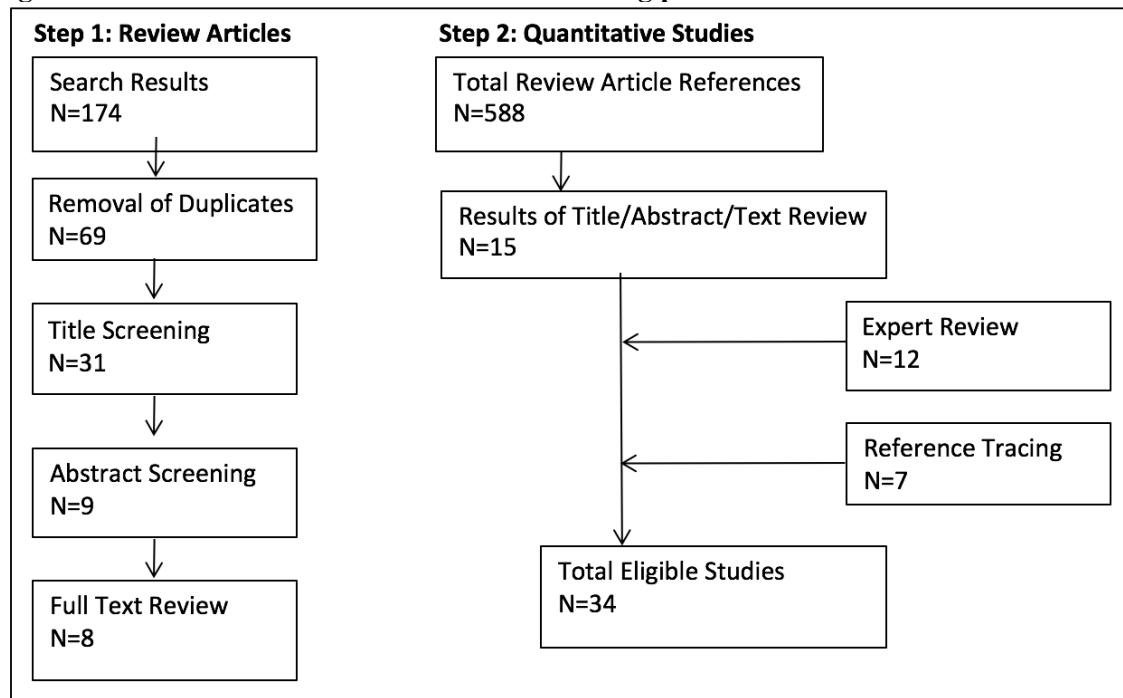 Step 1: Review Articles
Search Results
N=174
Removal of Duplicates
N=69
Title Screening
N=31
Abstract Screening
N=9
Full Text Review
N=8
Step 2: Quantitative Studies
Total Review Article References
N=588
Results of Title/Abstract/Text Review
N=15
Expert Review
N=12
Reference Tracing
N=7
Total Eligible Studies
N=34